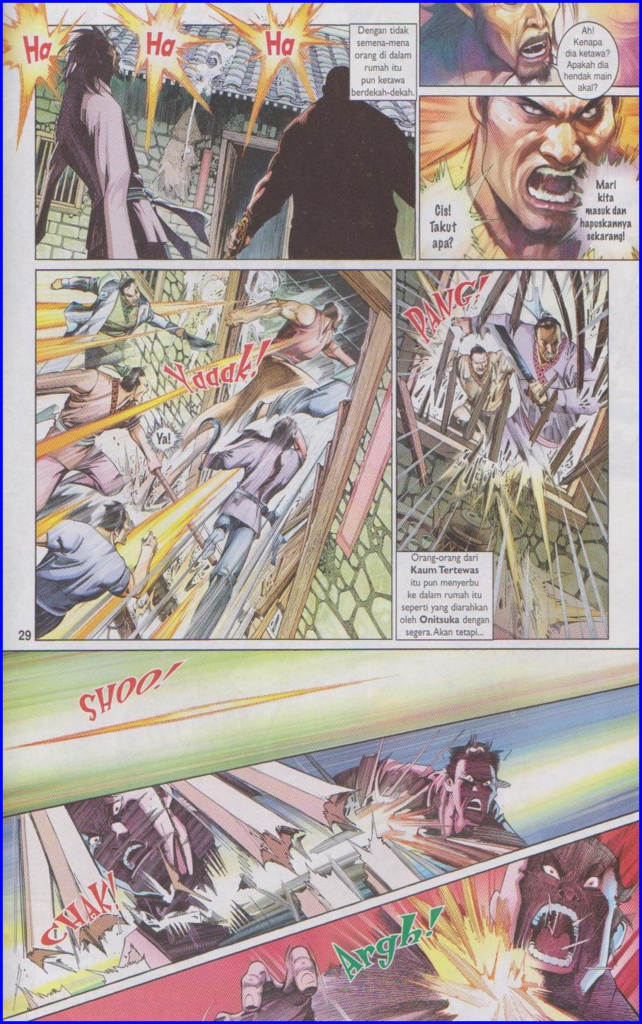 Ha
Ha
Ha
Dengan tidak
semena-mena
orang di dalam
rumah itu
pun ketawa
berdekah-dekah.
Ah!
Kenapa
dia ketawa?
Apakah dia
hendak main
akal?
Cis!
Takut
apa?
Mari
kita
masuk dan
hapuskannya
sekarang!
Yaaak!
Ya!
PANG!
Orang-orang dari
Kaum Tertewas
itu pun menyerbu
ke dalam rumah itu
seperti yang diarahkan
oleh Onitsuka dengan
segera. Akan tetapi...
29
SHOO!
CHAK!
Argh!